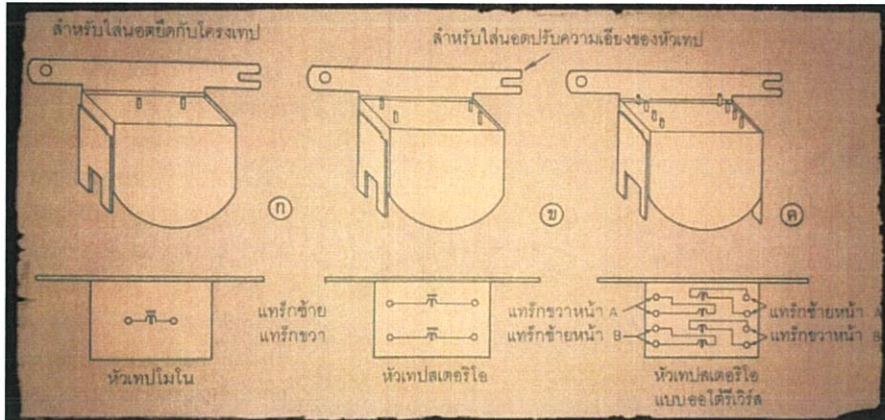 สำหรับใส่นอตยึดกับโครงเทป
สำหรับใส่นอตปรับความเอียงของหัวเทป
ก
ข
ค
แทร็กซ้าย
แทร็กขวา
แทร็กขวาหน้า A
แทร็กซ้ายหน้า B
แทร็กซ้ายหน้า A
แทร็กขวาหน้า B
หัวเทปโมโน
หัวเทปสเตอริโอ
หัวเทปสเตอริโอ
แบบออโต้รีเวิร์ส